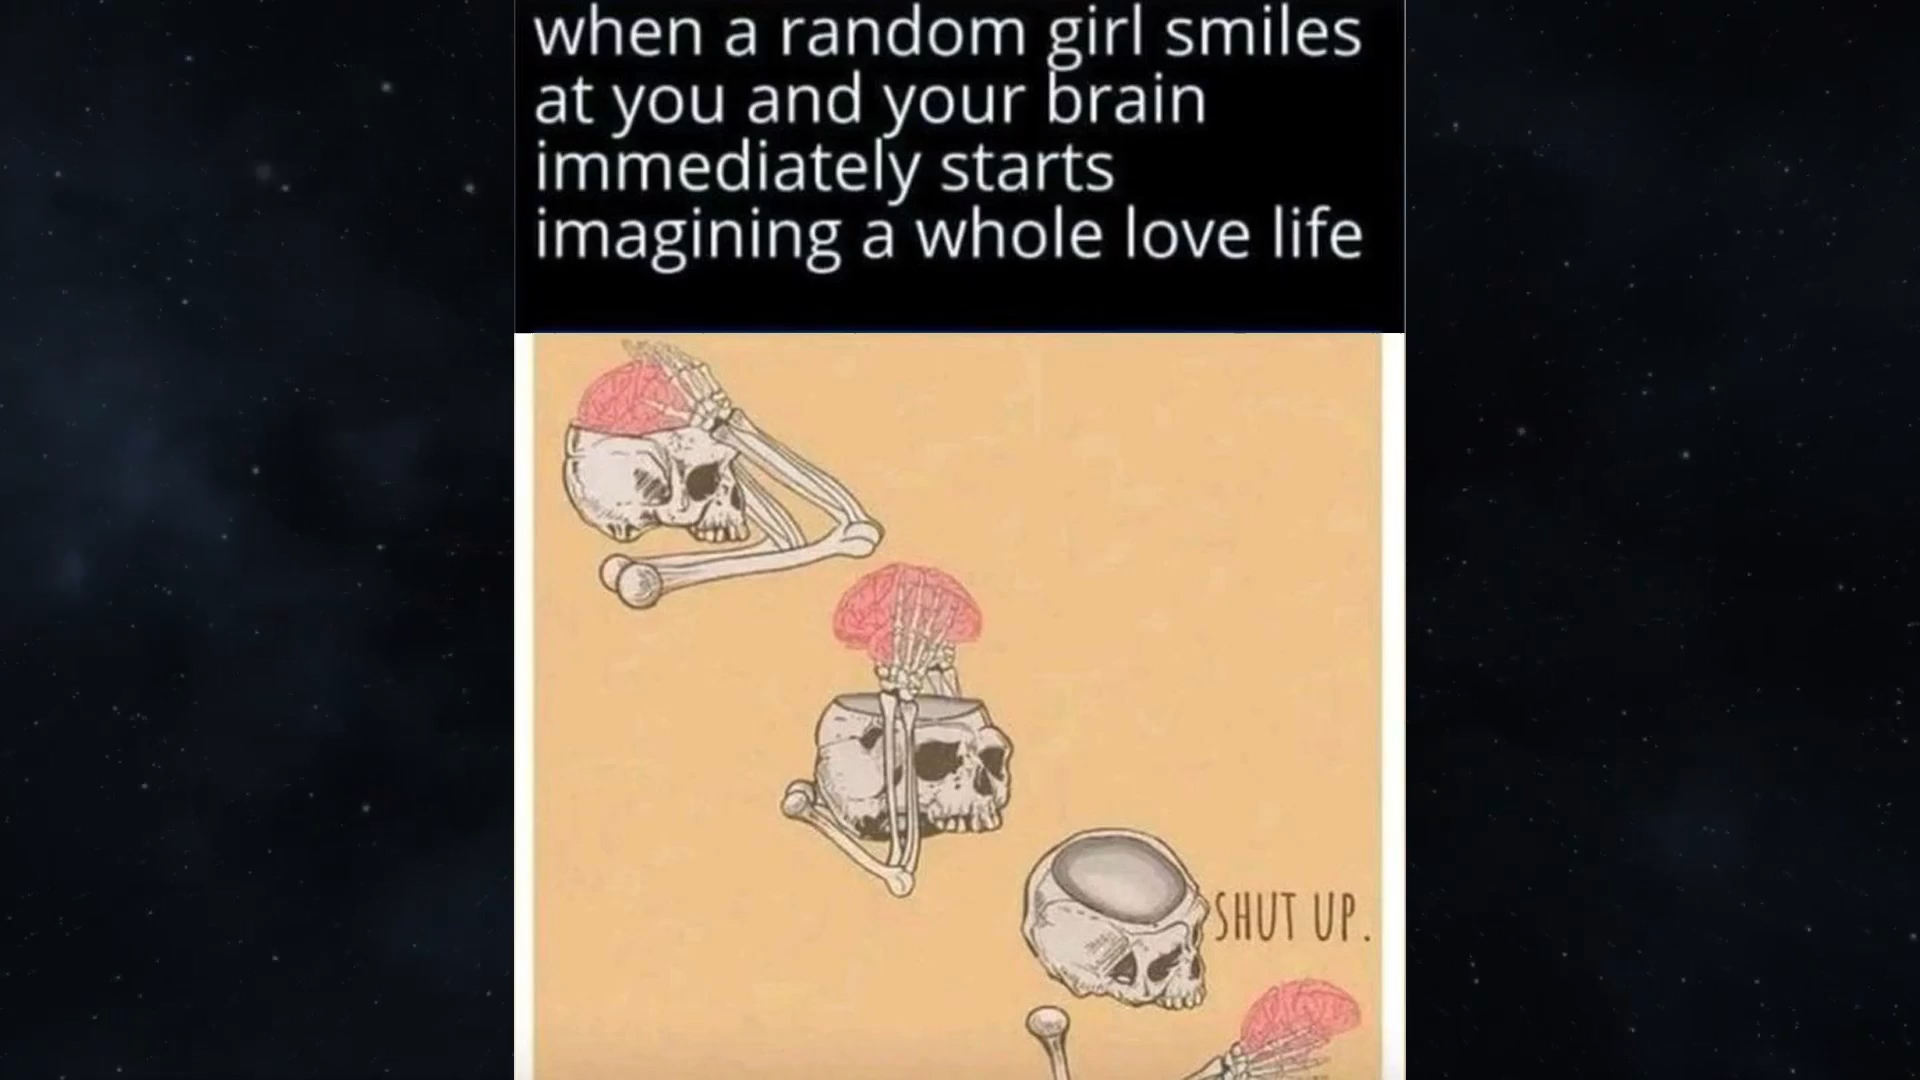 when a random girl smiles
at you and your brain
immediately starts
imagining a whole love life
SHUT UP.